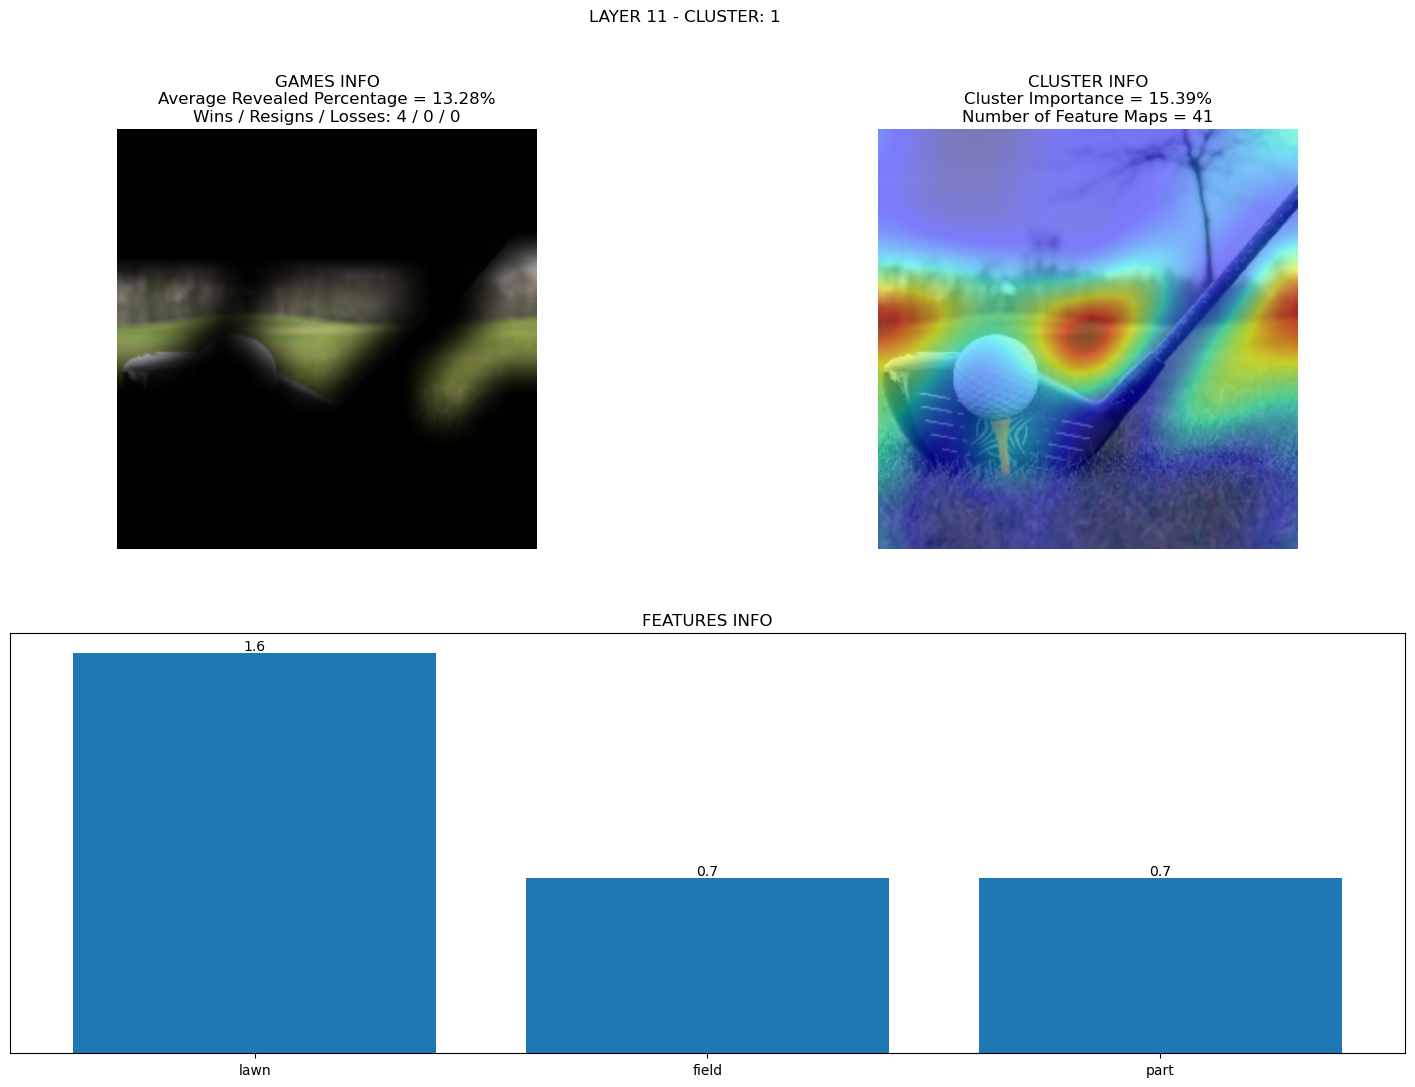 LAYER 11 - CLUSTER: 1
GAMES INFO
Average Revealed Percentage = 13.28%
Wins / Resigns / Losses: 4 / 0 / 0
CLUSTER INFO
Cluster Importance = 15.39%
Number of Feature Maps = 41
FEATURES INFO
1.6
0.7
0.7
lawn
field
part